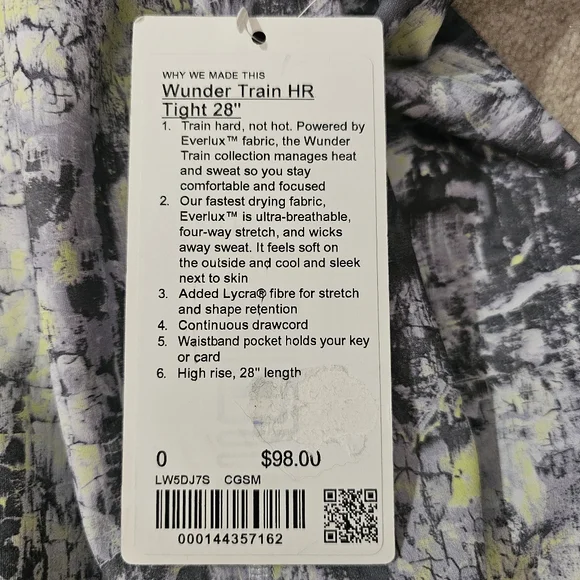 WHY WE MADE THIS
Wunder Train HR
Tight 28"
1. Train hard, not hot. Powered by
Everlux™ fabric, the Wunder
Train collection manages heat
and sweat so you stay
comfortable and focused
2. Our fastest drying fabric,
Everlux™ is ultra-breathable,
four-way stretch, and wicks
away sweat. It feels soft on
the outside and cool and sleek
next to skin
3. Added Lycra® fibre for stretch
and shape retention
4. Continuous drawcord
5. Waistband pocket holds your key
or card
6. High rise, 28" length
0 $98.00
LW5DJ7S CGSM
000144357162